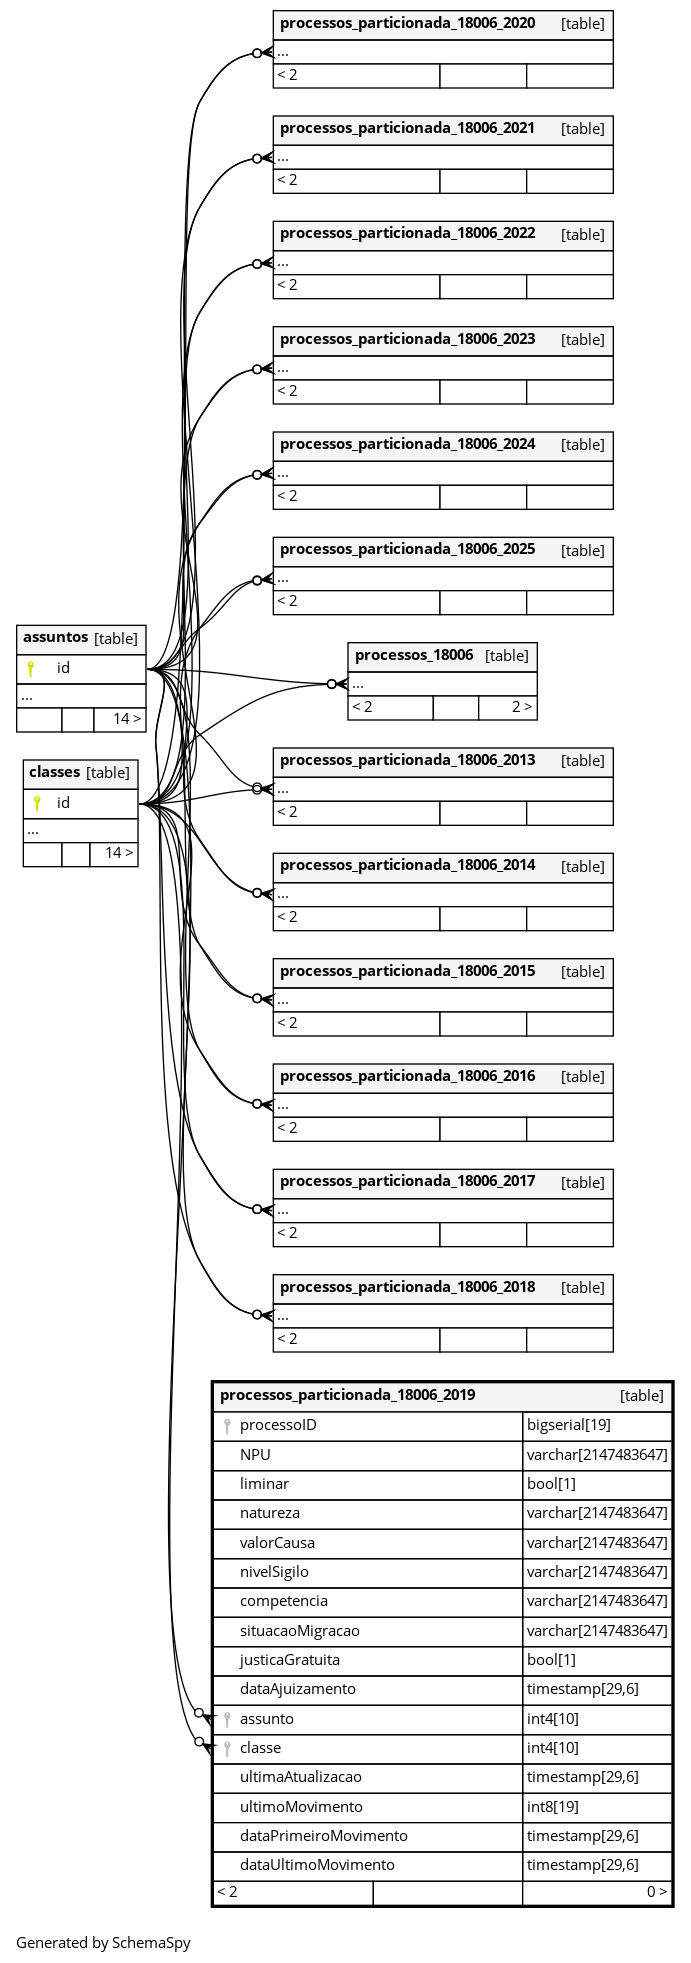 processos_particionada_18006_2020 [table]
...
< 2
processos_particionada_18006_2021 [table]
...
< 2
processos_particionada_18006_2022 [table]
...
< 2
processos_particionada_18006_2023 [table]
...
< 2
processos_particionada_18006_2024 [table]
...
< 2
processos_particionada_18006_2025 [table]
...
< 2
assuntos [table]
id
...
14 >
processos_18006 [table]
...
< 2 2 >
classes [table]
id
...
14 >
processos_particionada_18006_2013 [table]
...
< 2
processos_particionada_18006_2014 [table]
...
< 2
processos_particionada_18006_2015 [table]
...
< 2
processos_particionada_18006_2016 [table]
...
< 2
processos_particionada_18006_2017 [table]
...
< 2
processos_particionada_18006_2018 [table]
...
< 2
processos_particionada_18006_2019 [table]
processoID bigserial[19]
NPU varchar[2147483647]
liminar bool[1]
natureza varchar[2147483647]
valorCausa varchar[2147483647]
nivelSigilo varchar[2147483647]
competencia varchar[2147483647]
situacaoMigracao varchar[2147483647]
justicaGratuita bool[1]
dataAjuizamento timestamp[29,6]
assunto int4[10]
classe int4[10]
ultimaAtualizacao timestamp[29,6]
ultimoMovimento int8[19]
dataPrimeiroMovimento timestamp[29,6]
dataUltimoMovimento timestamp[29,6]
< 2 0 >
Generated by SchemaSpy